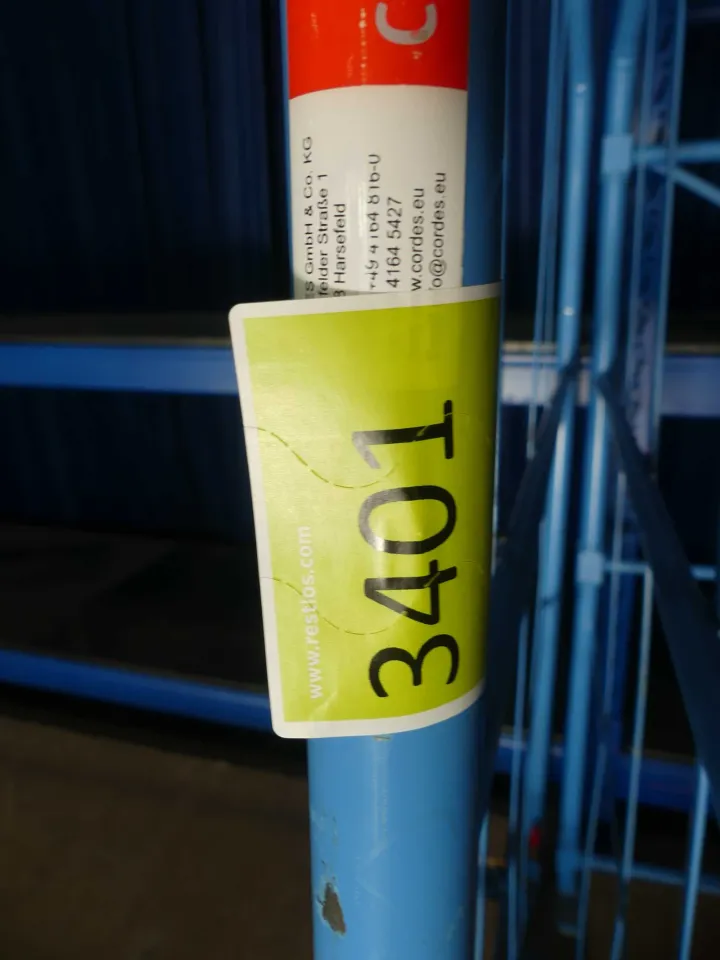 C
S GmbH & Co. KG
felder Straße 1
Harsefeld
+49 4164 816-0
4164 5427
w.cordes.eu
fo@cordes.eu
3401
www.restlos.com